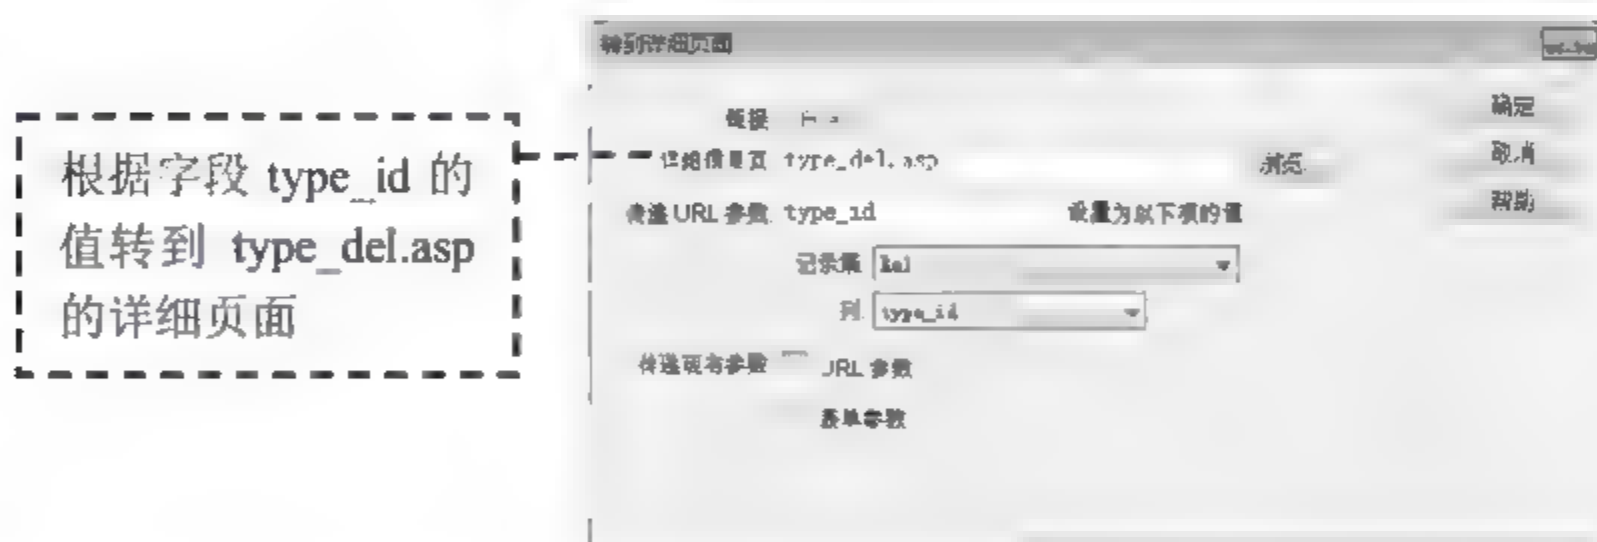 根据字段 type_id 的
值转到 type_del.asp
的详细页面
转到详细页面
链接
确定
详细信息页 type_del.asp 浏览
取消
传递 URL 参数 type_id 设置为以下项的值
帮助
记录集
列 type_id
传递现有参数 URL 参数
表单参数